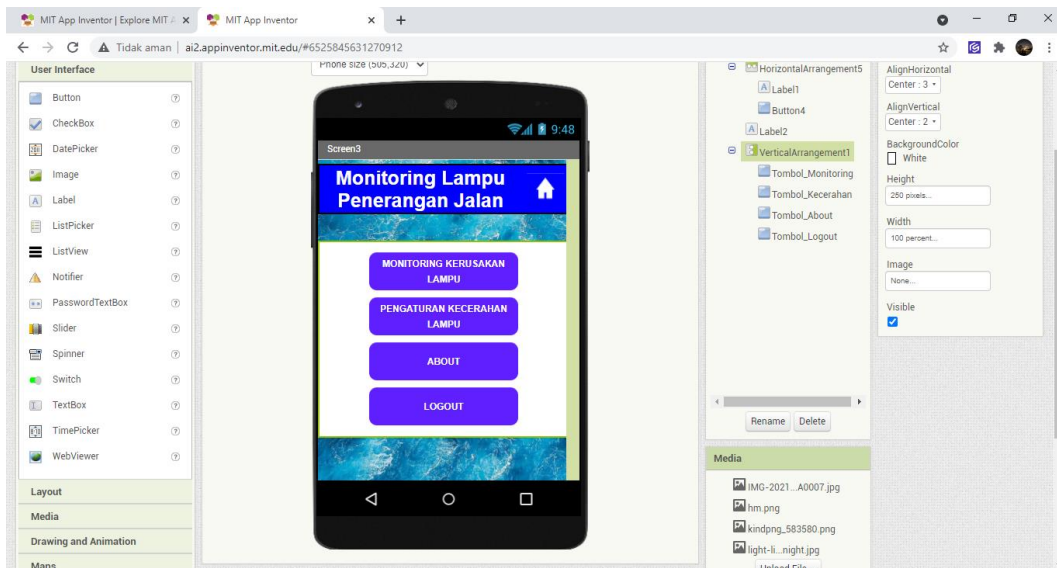 MIT App Inventor | Explore MIT A
MIT App Inventor
Tidak aman | ai2.appinventor.mit.edu/#6525845631270912
User Interface
Button
CheckBox
DatePicker
Image
Label
ListPicker
ListView
Notifier
PasswordTextBox
Slider
Spinner
Switch
TextBox
TimePicker
WebViewer
Layout
Media
Drawing and Animation
Maps
Phone size (505,320)
9:48
Screen3
Monitoring Lampu
Penerangan Jalan
MONITORING KERUSAKAN
LAMPU
PENGATURAN KECERAHAN
LAMPU
ABOUT
LOGOUT
HorizontalArrangement5
A Label1
Button4
A Label2
VerticalArrangement1
Tombol_Monitoring
Tombol_Kecerahan
Tombol_About
Tombol_Logout
Rename Delete
Media
IMG-2021...A0007.jpg
hm.png
kindpng_583580.png
light-li...night.jpg
Upload File ...
AlignHorizontal
Center : 3
AlignVertical
Center : 2
BackgroundColor
White
Height
250 pixels...
Width
100 percent...
Image
None...
Visible